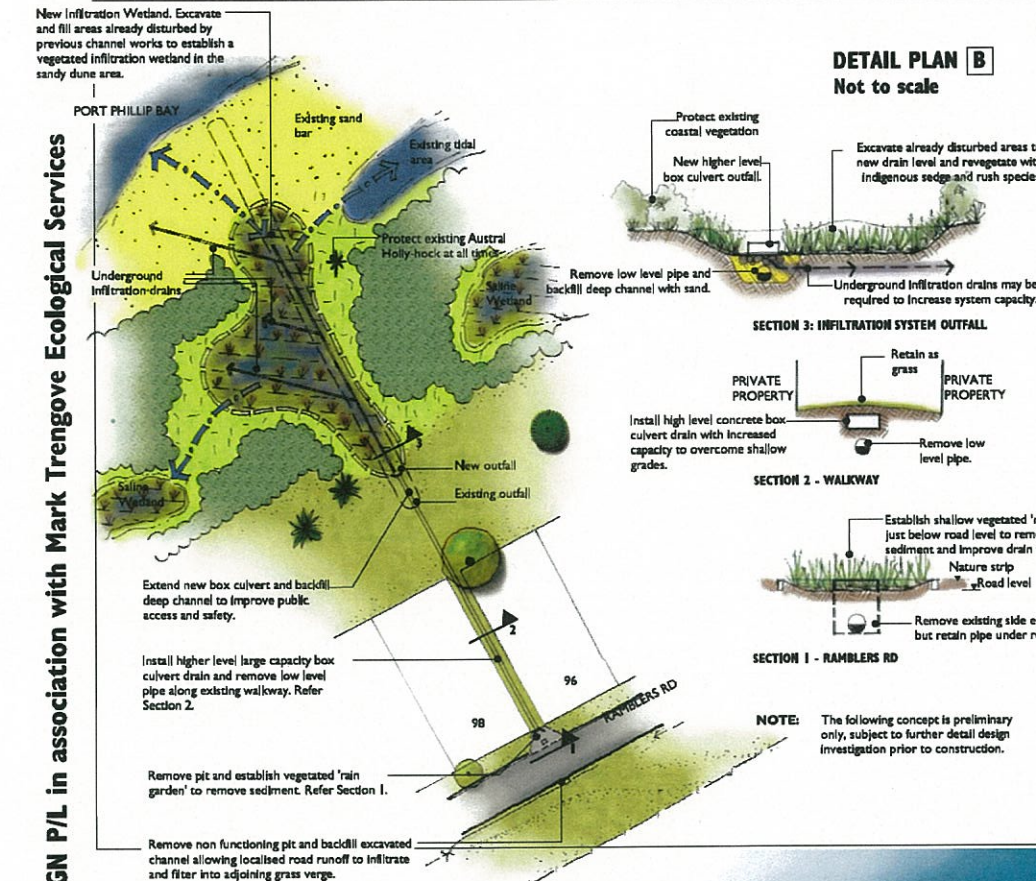 New Infiltration Wetland. Excavate
and fill areas already disturbed by
previous channel works to establish a
vegetated infiltration wetland in the
sandy dune area.
PORT PHILLIP BAY
Existing sand
bar
Existing tidal
area
Protect existing Austral
Holly-hock at all times
Underground
Infiltration-drains
Saline
Wetland
Saline
Wetland
3
New outfall
Existing outfall
Extend new box culvert and backfill
deep channel to improve public
access and safety.
2
Install higher level large capacity box
culvert drain and remove low level
pipe along existing walkway. Refer
Section 2.
96
98
RAMBLERS RD
1
Remove pit and establish vegetated 'rain
garden' to remove sediment. Refer Section 1.
Remove non functioning pit and backfill excavated
channel allowing localised road runoff to infiltrate
and filter into adjoining grass verge.
GN P/L in association with Mark Trengove Ecological Services
DETAIL PLAN B
Not to scale
Protect existing
coastal vegetation
New higher level
box culvert outfall.
Excavate already disturbed areas t
new drain level and revegetate wit
indigenous sedge and rush specie
Remove low level pipe and
backfill deep channel with sand.
Underground infiltration drains may be
required to increase system capacity.
SECTION 3: INFILTRATION SYSTEM OUTFALL
Retain as
grass
PRIVATE
PROPERTY
PRIVATE
PROPERTY
Install high level concrete box
culvert drain with increased
capacity to overcome shallow
grades.
Remove low
level pipe.
SECTION 2 - WALKWAY
Establish shallow vegetated 'r
just below road level to rem
sediment and improve drain
Nature strip
Road level
Remove existing side e
but retain pipe under r
SECTION 1 - RAMBLERS RD
NOTE: The following concept is preliminary
only, subject to further detail design
investigation prior to construction.